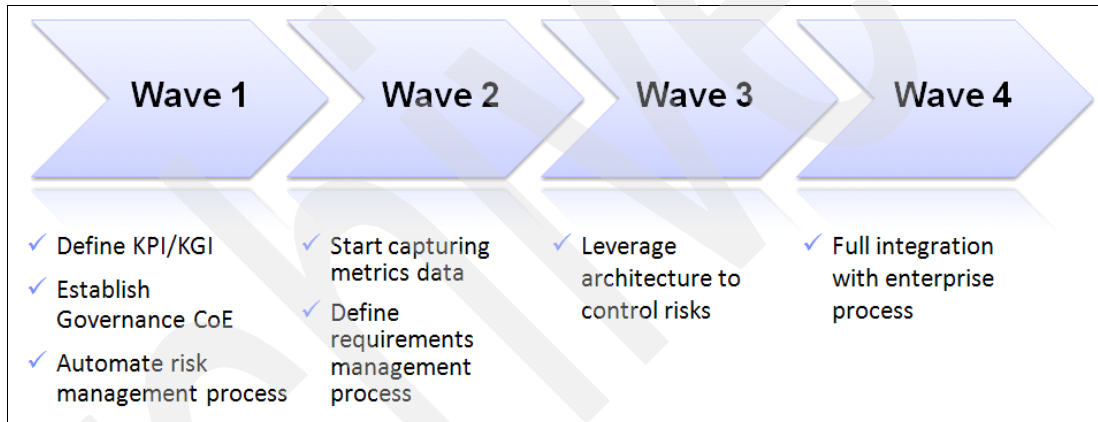 Wave 1
Wave 2
Wave 3
Wave 4
Define KPI/KGI
Establish
Governance CoE
Automate risk
management process
Start capturing
metrics data
Define
requirements
management
process
Leverage
architecture to
control risks
Full integration
with enterprise
process